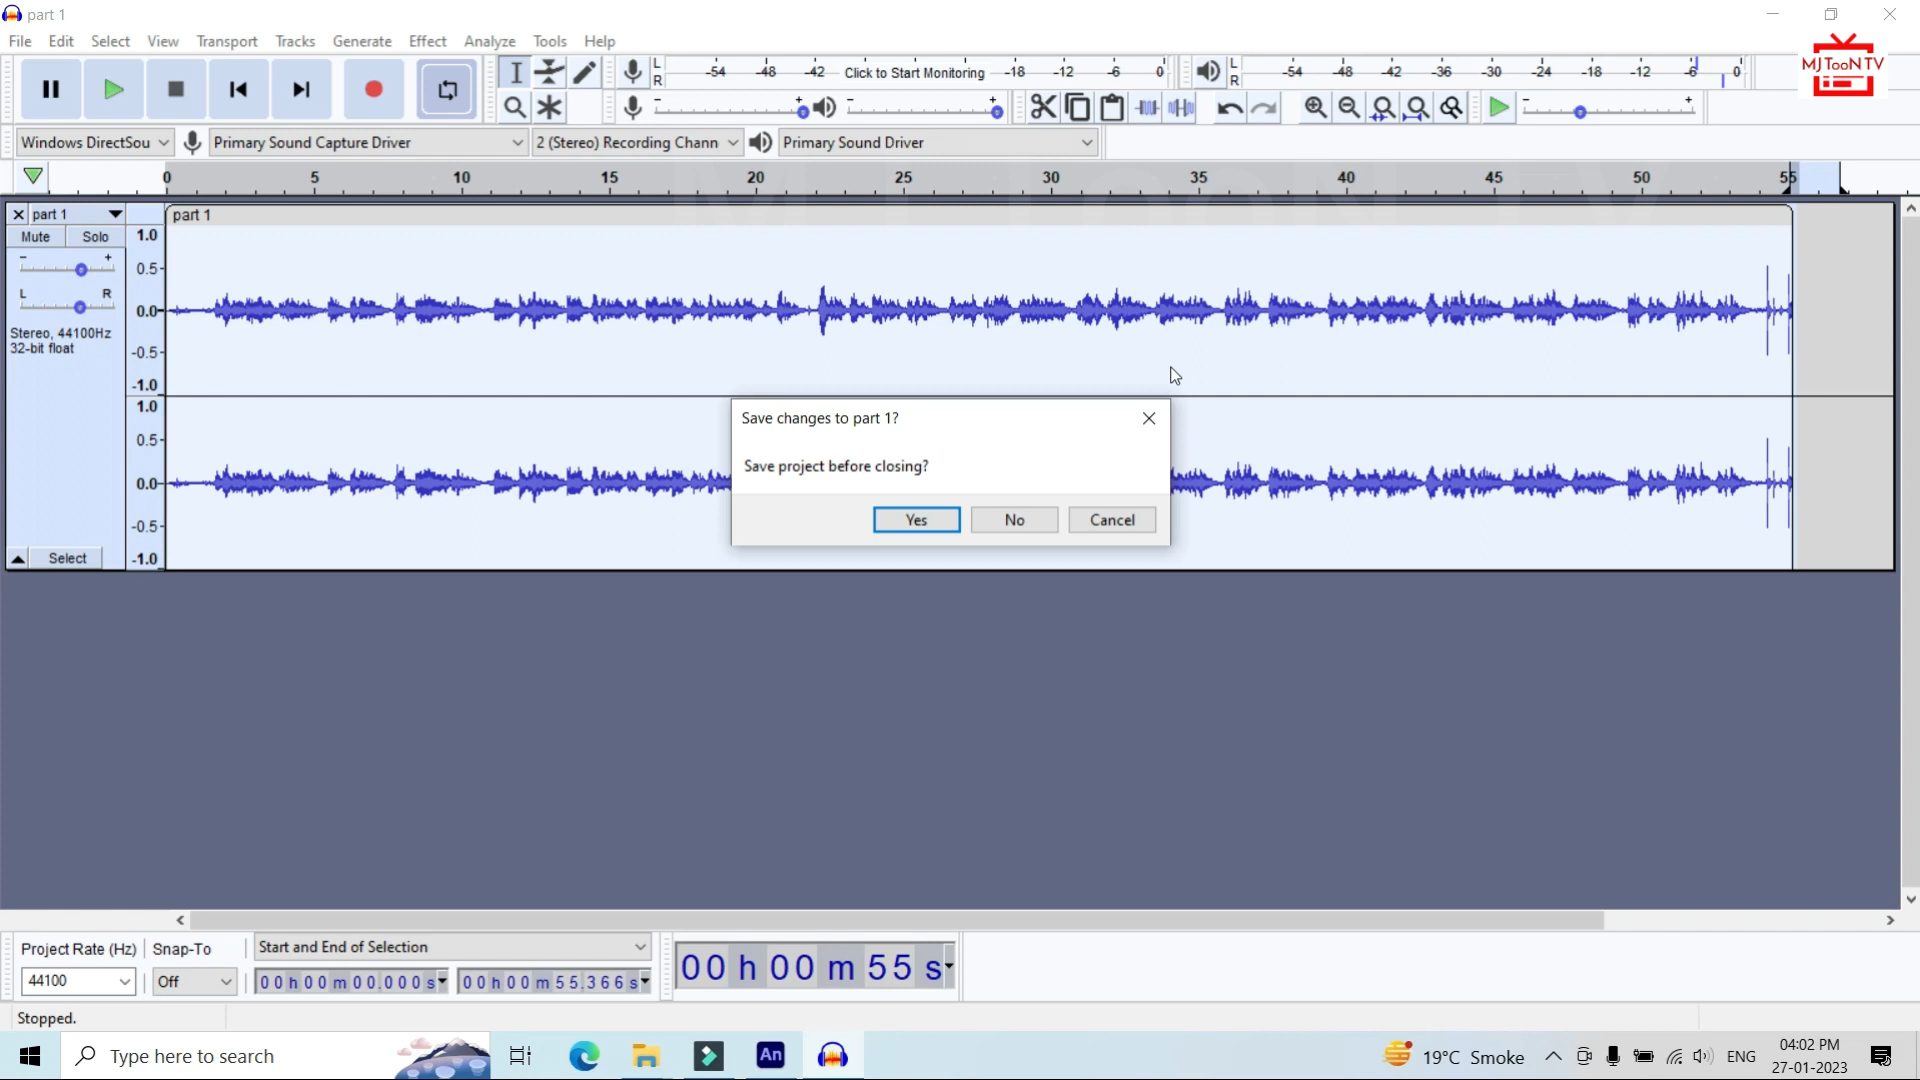 part 1
File Edit Select View Transport Tracks Generate Effect Analyze Tools Help
MJTooNTV
L
R
-54 -48 -42 Click to Start Monitoring -18 -12 -6 0
L
R
-54 -48 -42 -36 -30 -24 -18 -12 -6 0
Windows DirectSou
Primary Sound Capture Driver
2 (Stereo) Recording Chann
Primary Sound Driver
0 5 10 15 20 25 30 35 40 45 50 55
part 1
Mute Solo
- +
L R
Stereo, 44100Hz
32-bit float
Select
part 1
1.0
0.5-
0.0-
-0.5-
-1.0
1.0
0.5-
0.0-
-0.5-
-1.0
Save changes to part 1?
Save project before closing?
Yes No Cancel
Project Rate (Hz) Snap-To Start and End of Selection
44100 Off 00 h 00 m 00.000 s 00 h 00 m 55.366 s
00 h 00 m 55 s
Stopped.
Type here to search
An
19°C Smoke
ENG
04:02 PM
27-01-2023